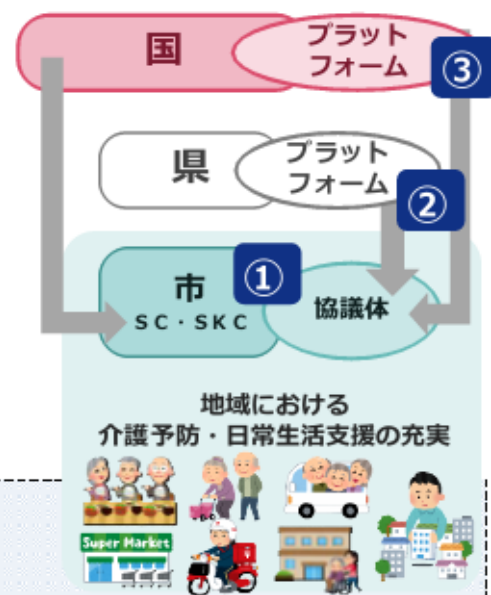 国
プラット
フォーム
③
県
プラット
フォーム
②
市
①
SC・SKC
協議体
地域における
介護予防・日常生活支援の充実
Super Market